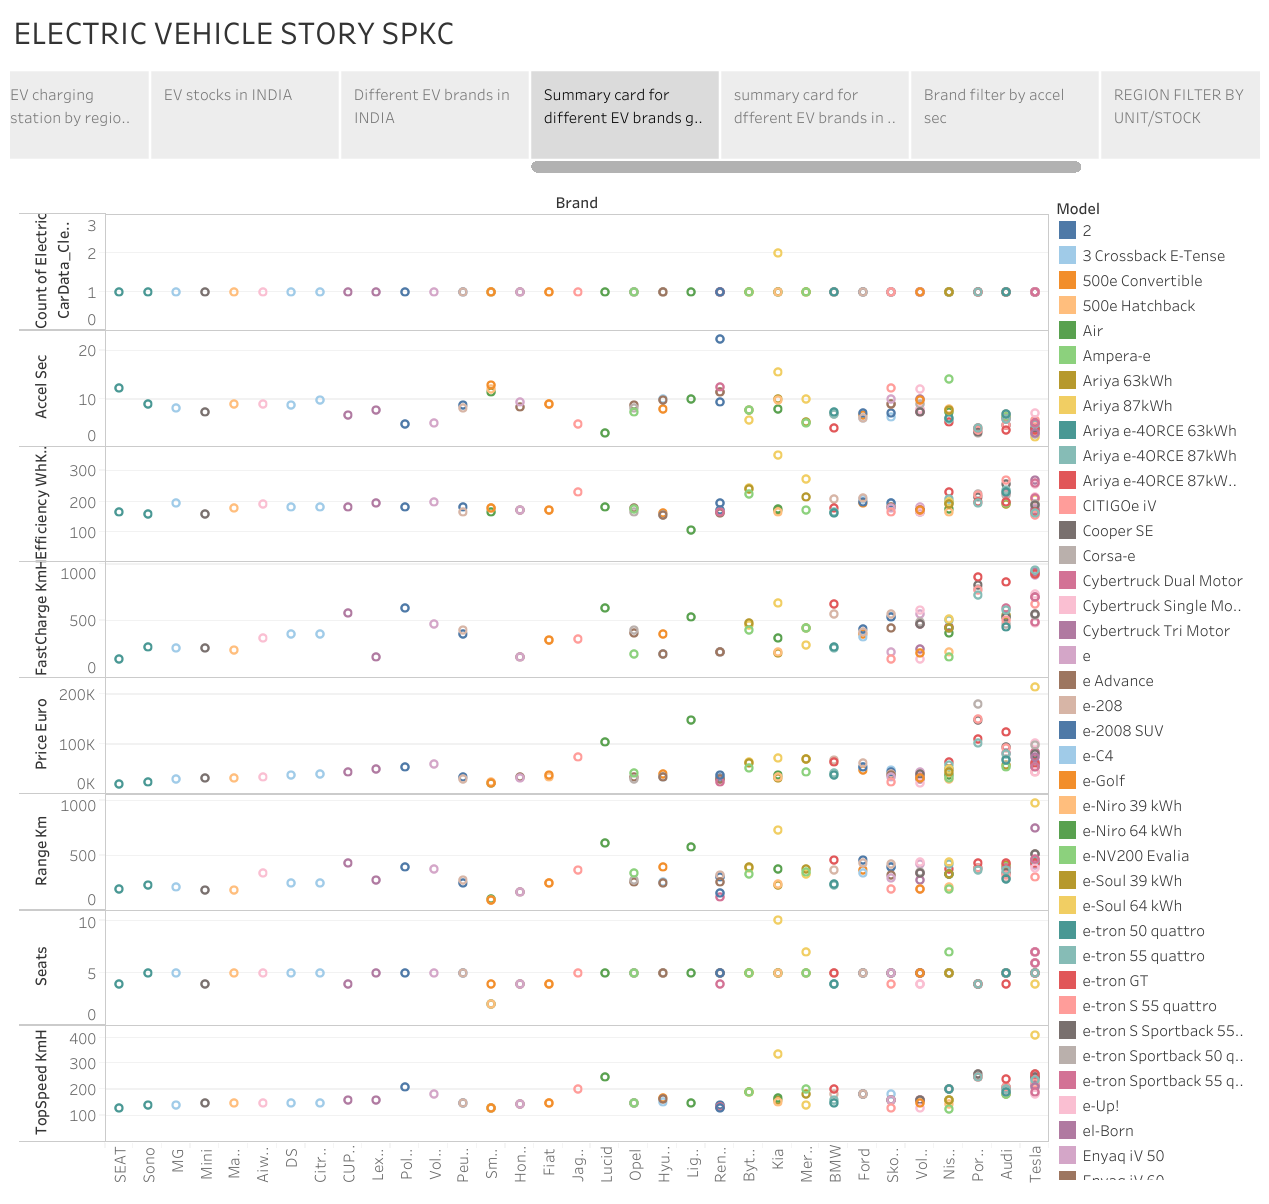 ELECTRIC VEHICLE STORY SPKC
EV charging
station by regio..
EV stocks in INDIA
Different EV brands in
INDIA
Summary card for
different EV brands g..
summary card for
dfferent EV brands in ..
Brand filter by accel
sec
REGION FILTER BY
UNIT/STOCK
Brand
Count of Electric
CarData_Cle..
3
2
1
0
Accel Sec
20
10
0
Efficiency WhK..
300
200
100
FastCharge KmH
1000
500
0
Price Euro
200K
100K
0K
Range Km
1000
500
0
Seats
10
5
0
TopSpeed KmH
400
300
200
100
SEAT
Sono
MG
Mini
Ma..
Aiw..
DS
Citr..
CUP..
Lex..
Pol..
Vol..
Peu..
Sm..
Hon..
Fiat
Jag..
Lucid
Opel
Hyu..
Lig..
Ren..
Byt..
Kia
Mer..
BMW
Ford
Sko..
Vol..
Nis..
Por..
Audi
Tesla
Model
2
3 Crossback E-Tense
500e Convertible
500e Hatchback
Air
Ampera-e
Ariya 63kWh
Ariya 87kWh
Ariya e-4ORCE 63kWh
Ariya e-4ORCE 87kWh
Ariya e-4ORCE 87kW..
CITIGOe iV
Cooper SE
Corsa-e
Cybertruck Dual Motor
Cybertruck Single Mo..
Cybertruck Tri Motor
e
e Advance
e-208
e-2008 SUV
e-C4
e-Golf
e-Niro 39 kWh
e-Niro 64 kWh
e-NV200 Evalia
e-Soul 39 kWh
e-Soul 64 kWh
e-tron 50 quattro
e-tron 55 quattro
e-tron GT
e-tron S 55 quattro
e-tron S Sportback 55..
e-tron Sportback 50 q..
e-tron Sportback 55 q..
e-Up!
el-Born
Enyaq iV 50
Enyaq iV 60